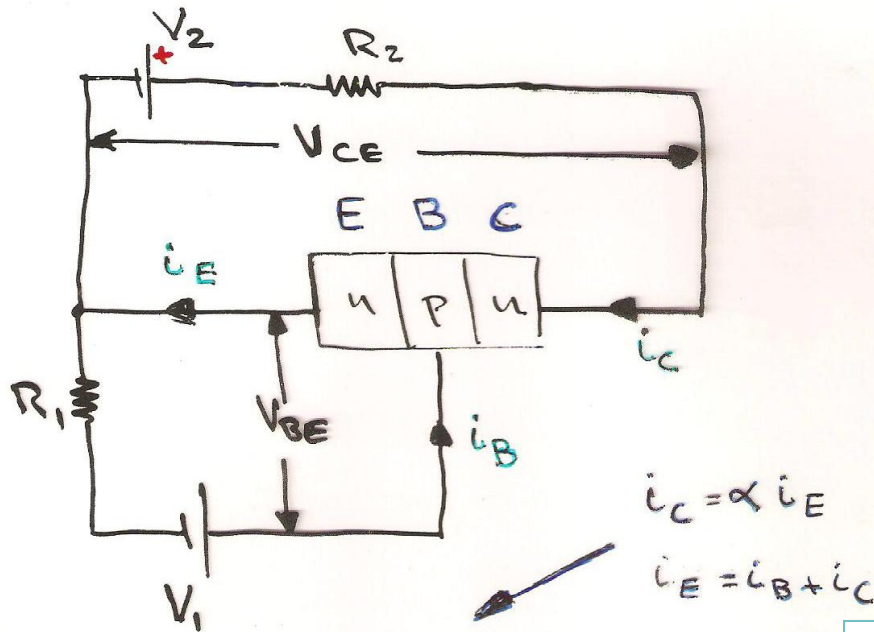 V2
+
R2
VCE
E B C
iE
n p n
iC
R1
VBE
iB
iC = α iE
iE = iB + iC
V1